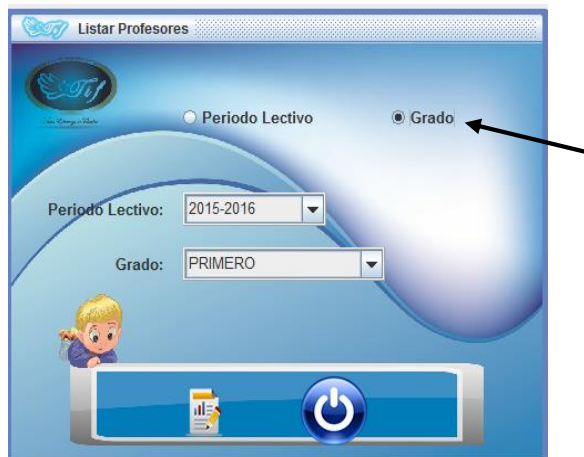 Listar Profesores
Periodo Lectivo
Grado
Periodo Lectivo: 2015-2016
Grado: PRIMERO